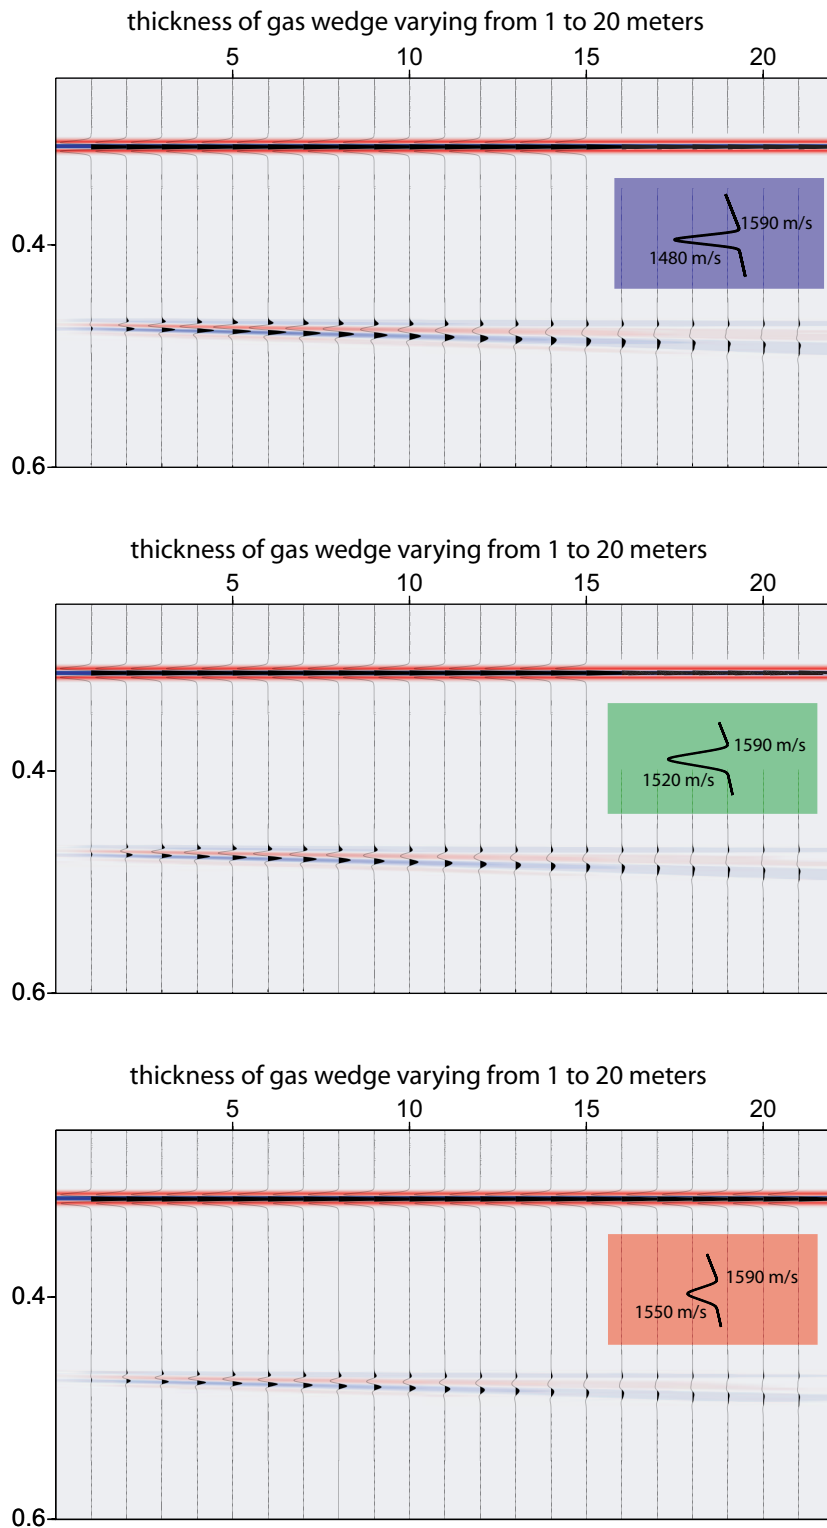 thickness of gas wedge varying from 1 to 20 meters
5 10 15 20
0.4
1590 m/s
1480 m/s
0.6
thickness of gas wedge varying from 1 to 20 meters
5 10 15 20
1590 m/s
0.4
1520 m/s
0.6
thickness of gas wedge varying from 1 to 20 meters
5 10 15 20
1590 m/s
0.4
1550 m/s
0.6